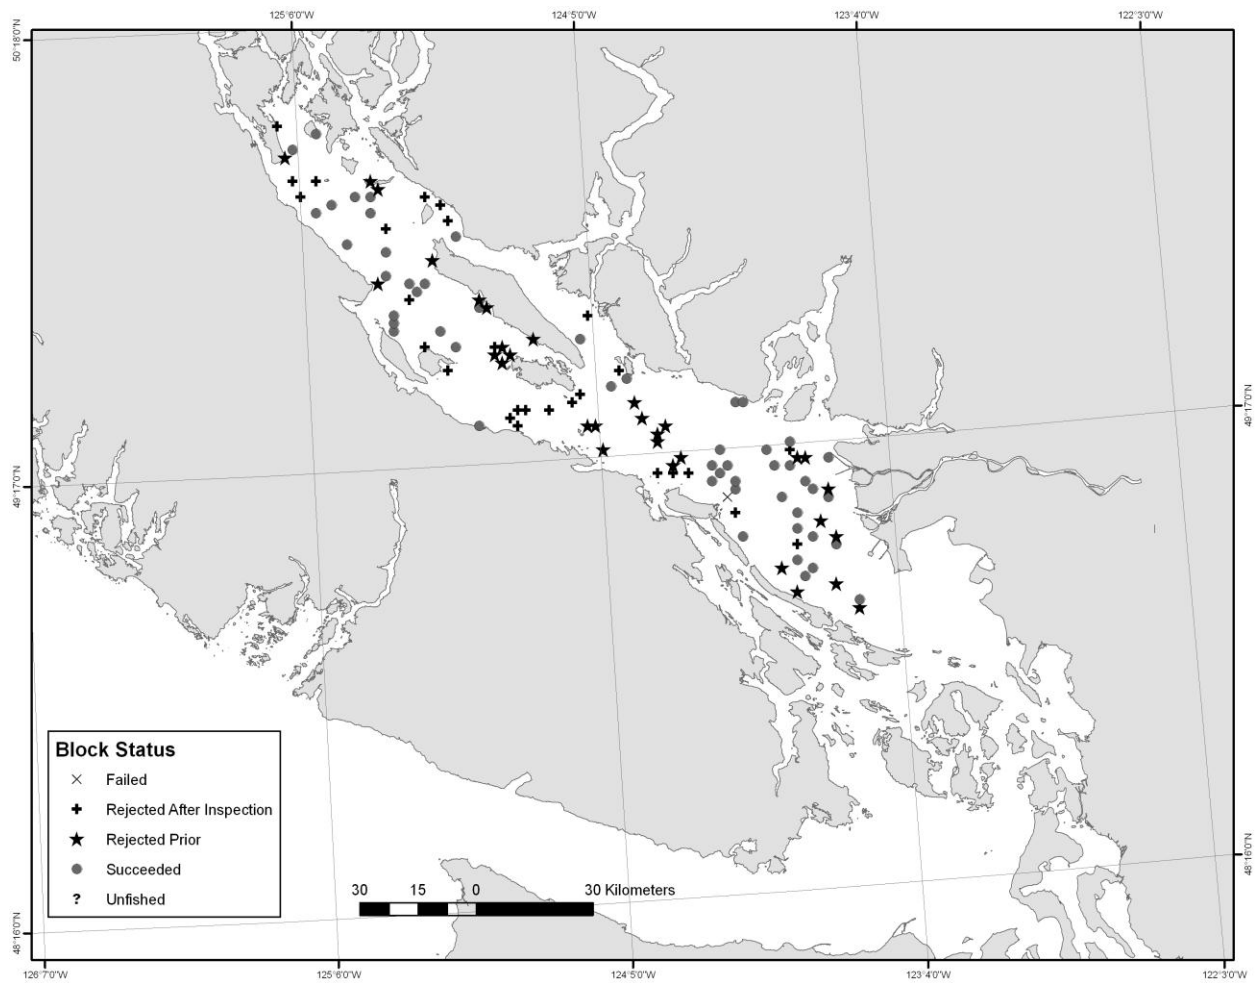 125°6'0"W 124°5'0"W 123°4'0"W 122°3'0"W
50°18'0"N
49°17'0"N
49°17'0"N
Block Status
Failed
Rejected After Inspection
Rejected Prior
Succeeded
? Unfished
30 15 0 30 Kilometers
48°16'0"N
48°16'0"N
126°7'0"W 125°6'0"W 124°5'0"W 123°4'0"W 122°3'0"W